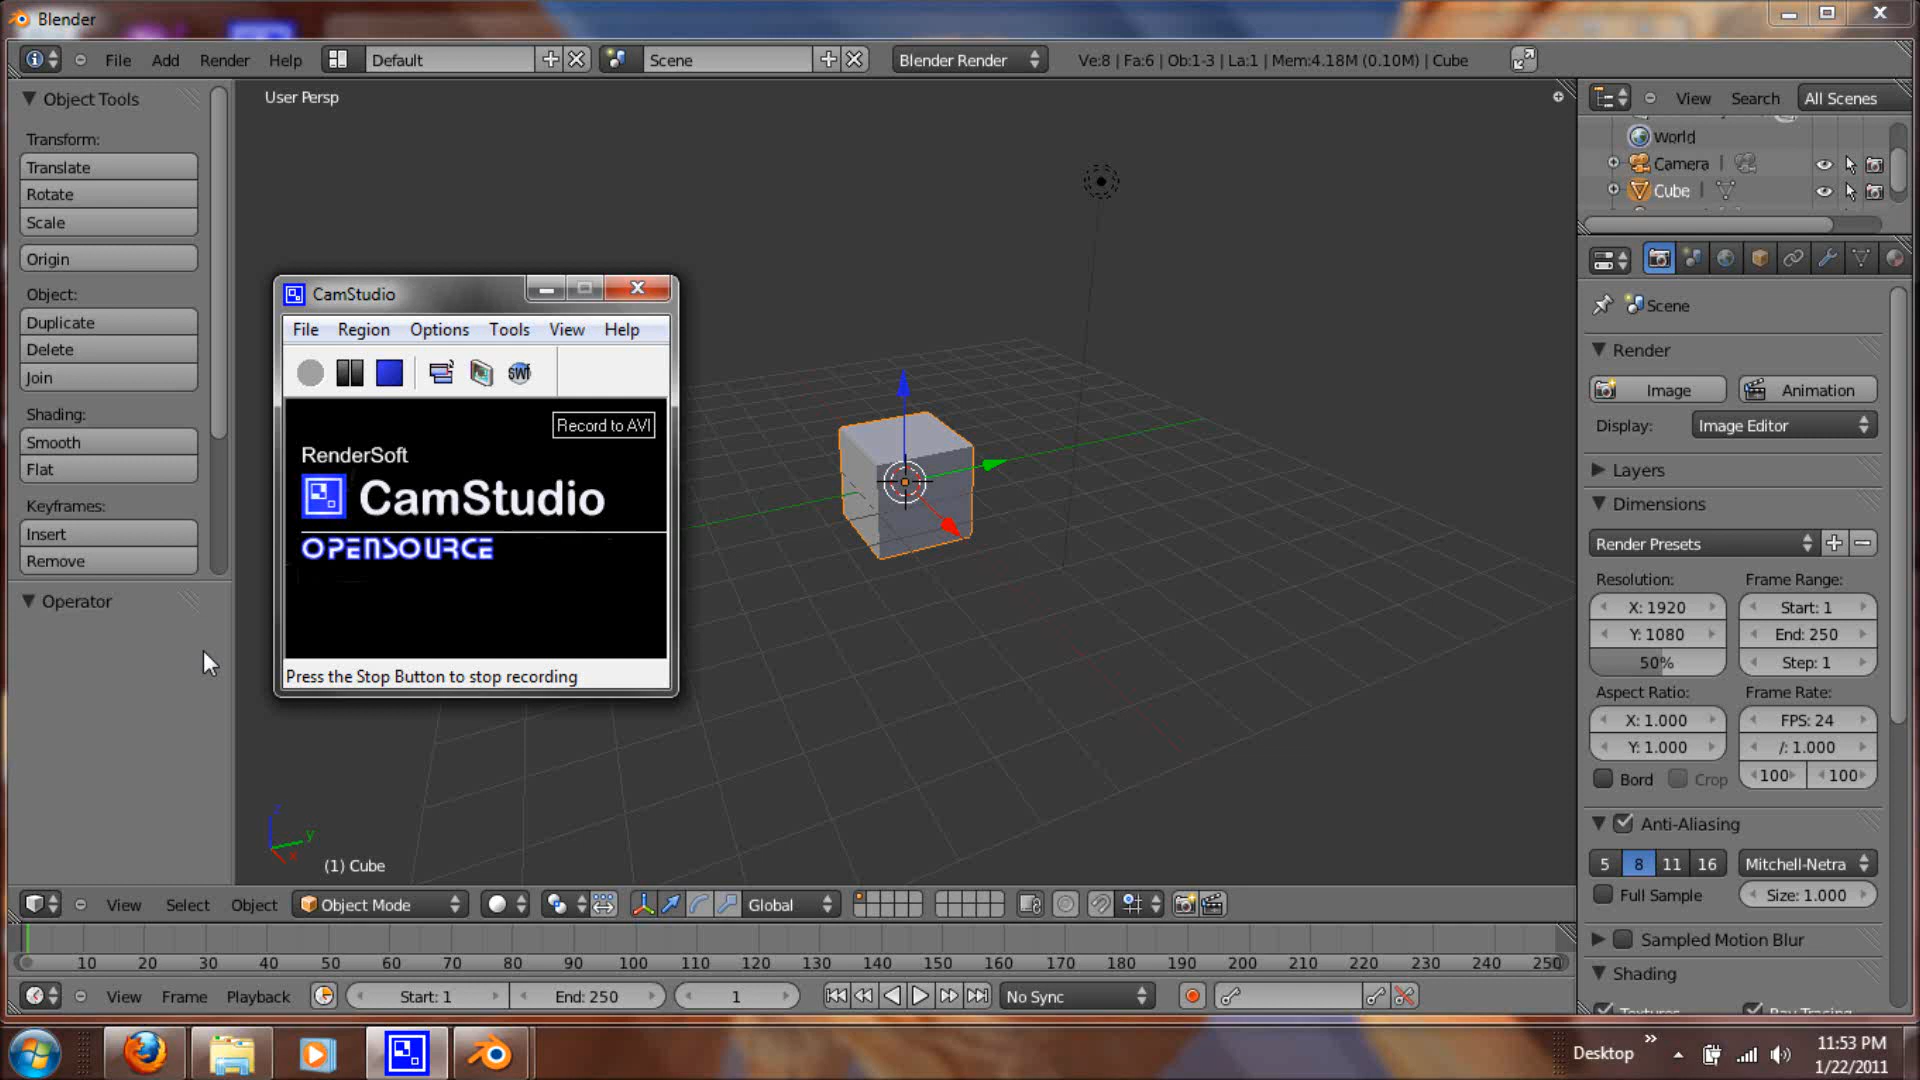 Blender
File Add Render Help Default Scene Blender Render Ve:8 | Fa:6 | Ob:1-3 | La:1 | Mem:4.18M (0.10M) | Cube
Object Tools
Transform:
Translate
Rotate
Scale
Origin
Object:
Duplicate
Delete
Join
Shading:
Smooth
Flat
Keyframes:
Insert
Remove
Operator
User Persp
CamStudio
File Region Options Tools View Help
SWf
Record to AVI
RenderSoft
CamStudio
OPENSOURCE
Press the Stop Button to stop recording
z
y
x
(1) Cube
View Search All Scenes
World
Camera
Cube
Scene
Render
Image Animation
Display: Image Editor
Layers
Dimensions
Render Presets
Resolution: Frame Range:
X: 1920 Start: 1
Y: 1080 End: 250
50% Step: 1
Aspect Ratio: Frame Rate:
X: 1.000 FPS: 24
Y: 1.000 /: 1.000
Bord Crop 100 100
Anti-Aliasing
5 8 11 16 Mitchell-Netra
Full Sample Size: 1.000
Sampled Motion Blur
Shading
Textures Ray Tracing
View Select Object Object Mode Global
10 20 30 40 50 60 70 80 90 100 110 120 130 140 150 160 170 180 190 200 210 220 230 240 250
View Frame Playback Start: 1 End: 250 1 No Sync
Desktop
11:53 PM
1/22/2011